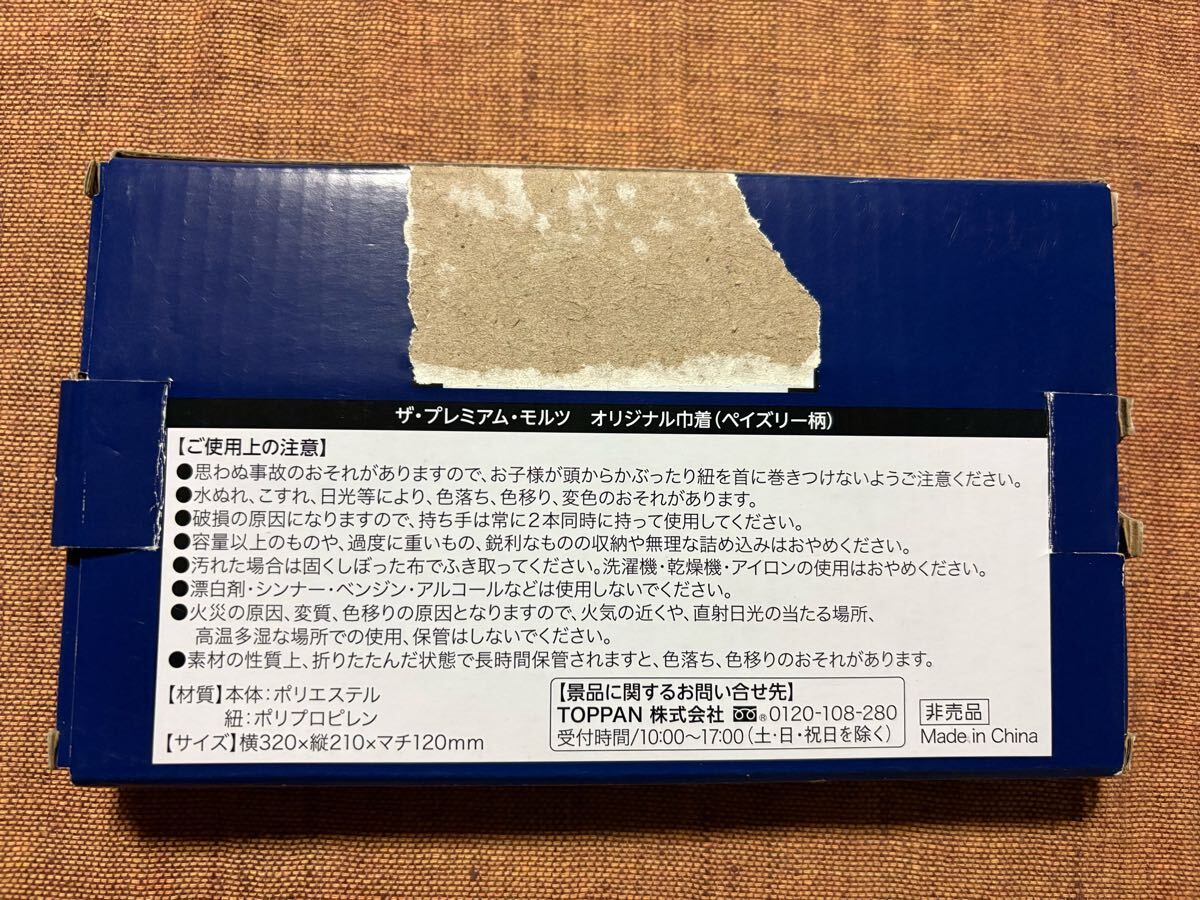 ザ・プレミアム・モルツ　オリジナル巾着（ペイズリー柄）
【ご使用上の注意】
●思わぬ事故のおそれがありますので、お子様が頭からかぶったり紐を首に巻きつけないようご注意ください。
●水ぬれ、こすれ、日光等により、色落ち、色移り、変色のおそれがあります。
●破損の原因になりますので、持ち手は常に2本同時に持って使用してください。
●容量以上のものや、過度に重いもの、鋭利なものの収納や無理な詰め込みはおやめください。
●汚れた場合は固くしぼった布でふき取ってください。洗濯機・乾燥機・アイロンの使用はおやめください。
●漂白剤・シンナー・ベンジン・アルコールなどは使用しないでください。
●火災の原因、変質、色移りの原因となりますので、火気の近くや、直射日光の当たる場所、
高温多湿な場所での使用、保管はしないでください。
●素材の性質上、折りたたんだ状態で長時間保管されますと、色落ち、色移りのおそれがあります。
【材質】本体：ポリエステル
紐：ポリプロピレン
【サイズ】横320×縦210×マチ120mm
【景品に関するお問い合せ先】
TOPPAN 株式会社 ®0120-108-280
受付時間/10:00〜17:00（土・日・祝日を除く）
非売品
Made in China